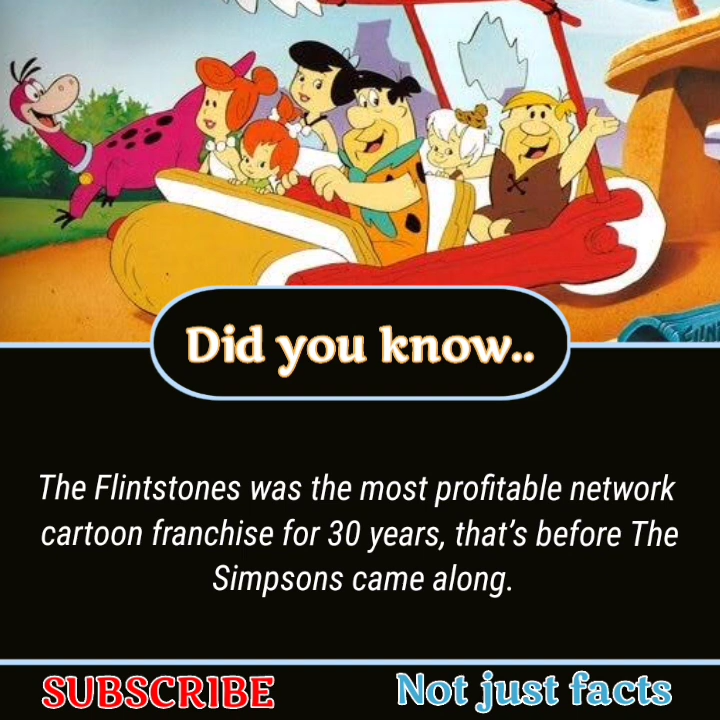 Did you know..
The Flintstones was the most profitable network
cartoon franchise for 30 years, that’s before The
Simpsons came along.
SUBSCRIBE
Not just facts